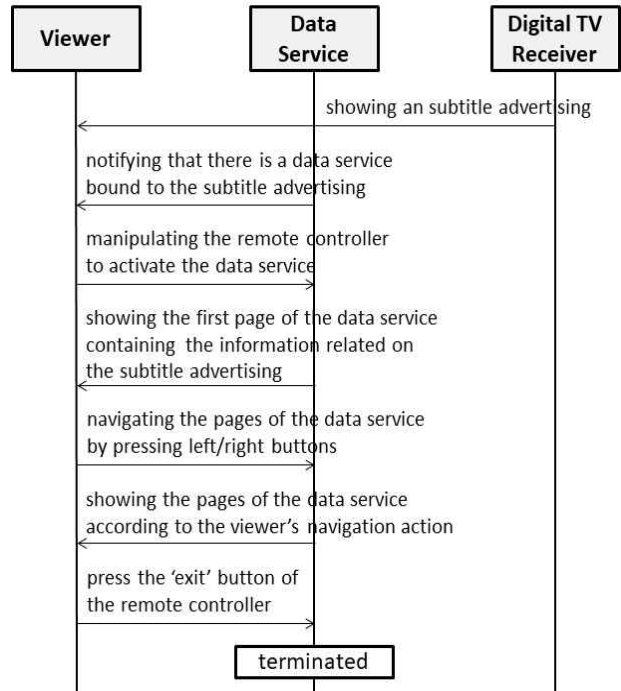 Viewer
Data
Service
Digital TV
Receiver
showing an subtitle advertising
notifying that there is a data service
bound to the subtitle advertising
manipulating the remote controller
to activate the data service
showing the first page of the data service
containing the information related on
the subtitle advertising
navigating the pages of the data service
by pressing left/right buttons
showing the pages of the data service
according to the viewer’s navigation action
press the ‘exit’ button of
the remote controller
terminated